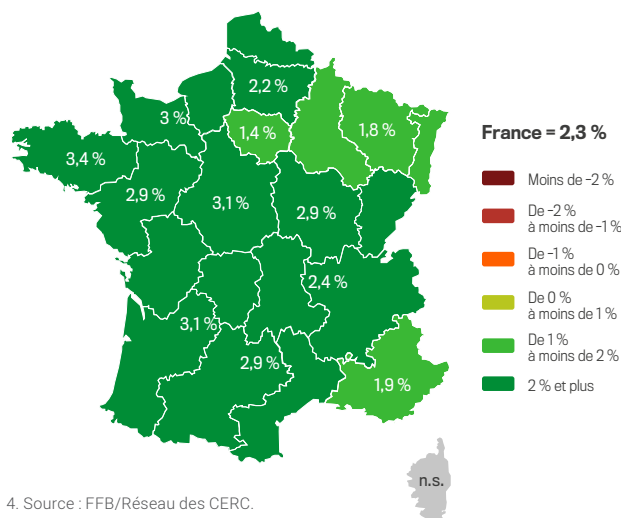 2,2 %
3 %
1,4 %
1,8 %
3,4 %
2,9 %
3,1 %
2,9 %
2,4 %
3,1 %
2,9 %
1,9 %
n.s.
France = 2,3 %
Moins de -2 %
De -2 %
à moins de -1 %
De -1 %
à moins de 0 %
De 0 %
à moins de 1 %
De 1 %
à moins de 2 %
2 % et plus
4. Source : FFB/Réseau des CERC.